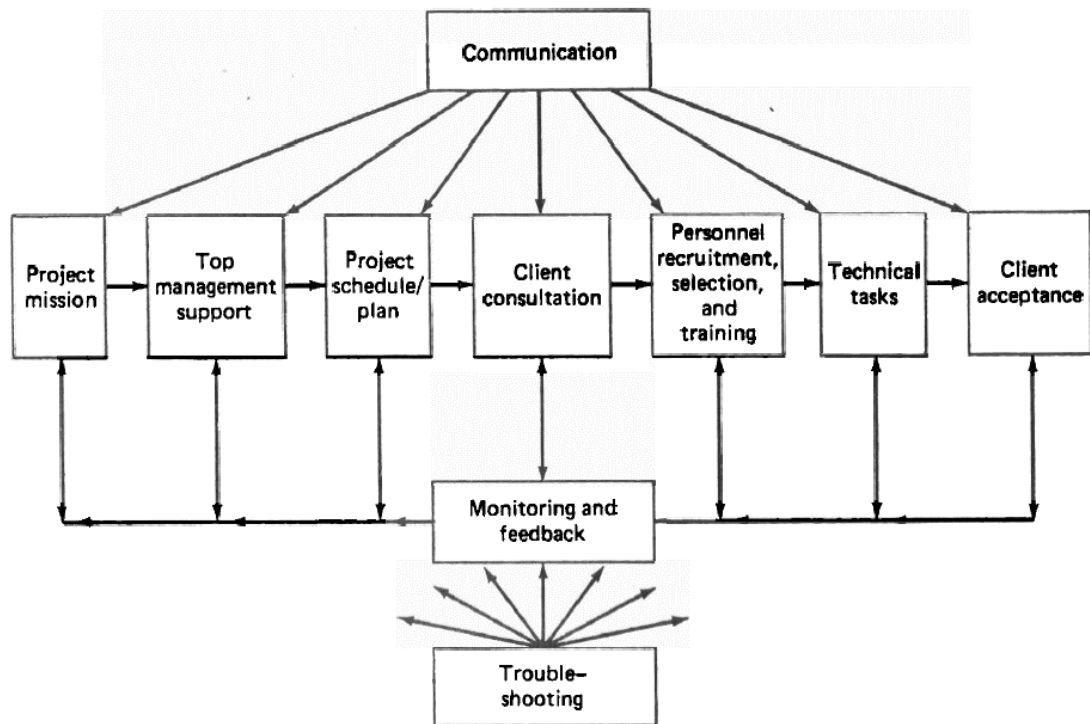 Communication
Project
mission
Top
management
support
Project
schedule/
plan
Client
consultation
Personnel
recruitment,
selection,
and
training
Technical
tasks
Client
acceptance
Monitoring and
feedback
Trouble-
shooting